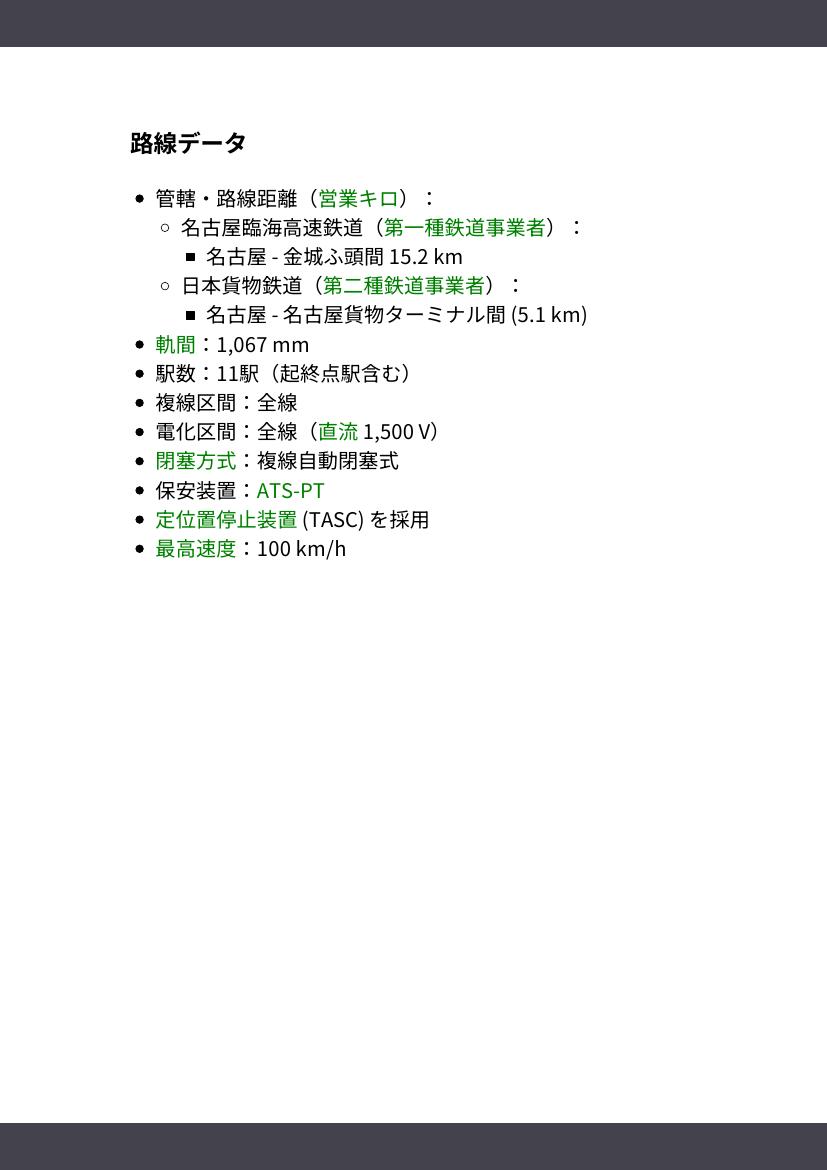 路線データ
管轄・路線距離（営業キロ）：
名古屋臨海高速鉄道（第一種鉄道事業者）：
名古屋 - 金城ふ頭間 15.2 km
日本貨物鉄道（第二種鉄道事業者）：
名古屋 - 名古屋貨物ターミナル間 (5.1 km)
軌間：1,067 mm
駅数：11駅（起終点駅含む）
複線区間：全線
電化区間：全線（直流 1,500 V）
閉塞方式：複線自動閉塞式
保安装置：ATS-PT
定位置停止装置 (TASC) を採用
最高速度：100 km/h